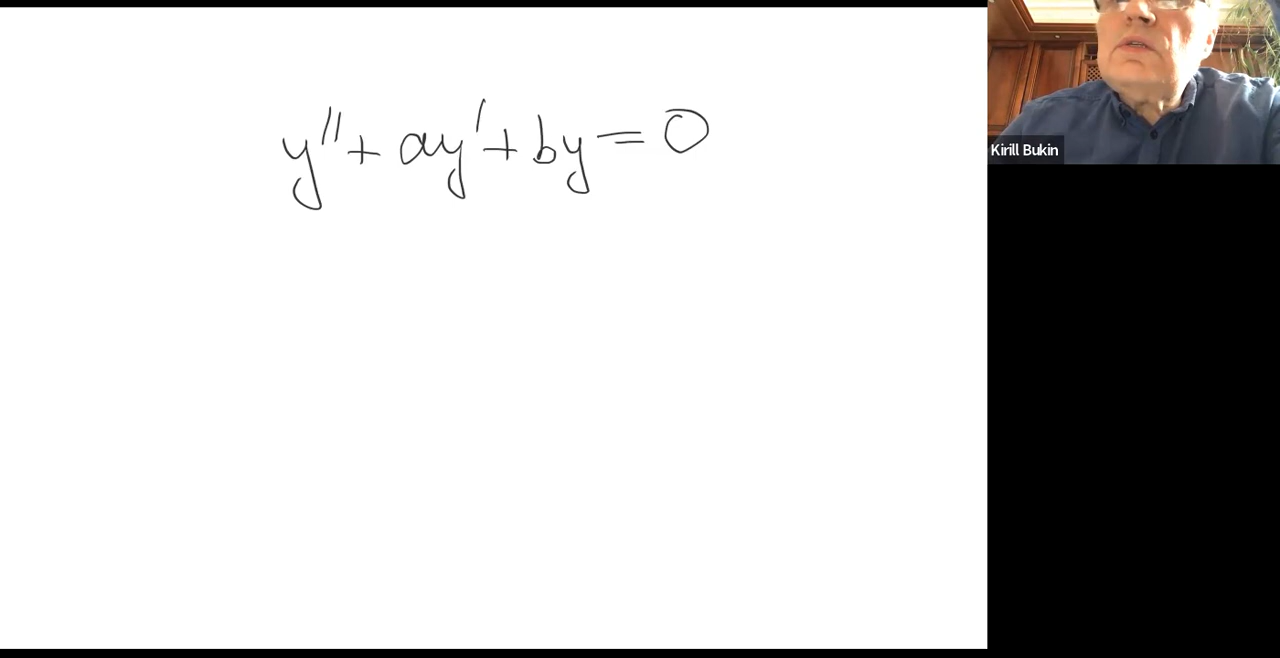 y'' + ay' + by = 0
Kirill Bukin